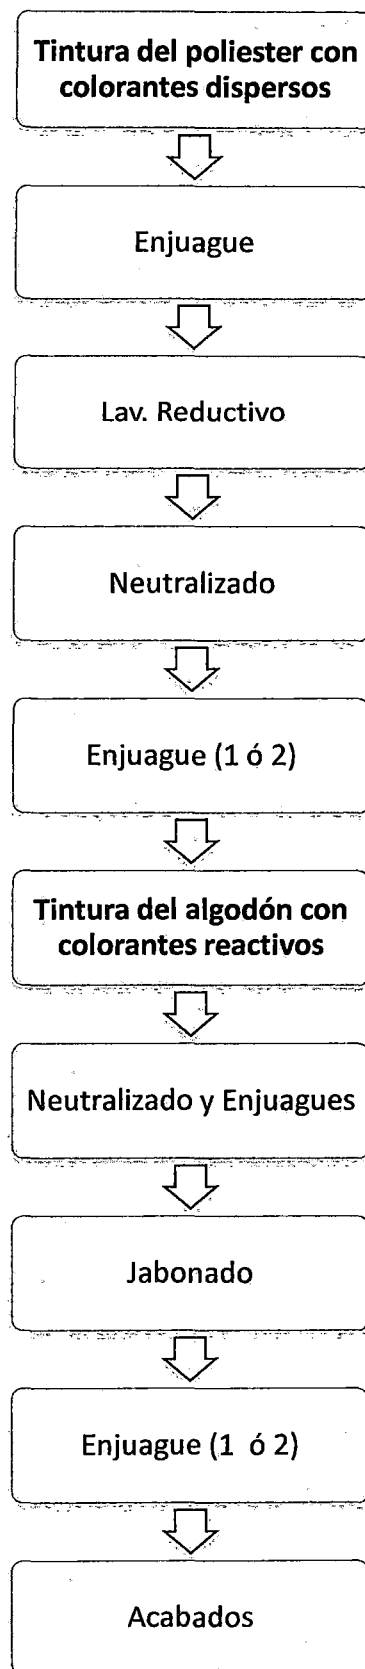 Tintura del poliester con
colorantes dispersos
Enjuague
Lav. Reductivo
Neutralizado
Enjuague (1 ó 2)
Tintura del algodón con
colorantes reactivos
Neutralizado y Enjuagues
Jabonado
Enjuague (1 ó 2)
Acabados